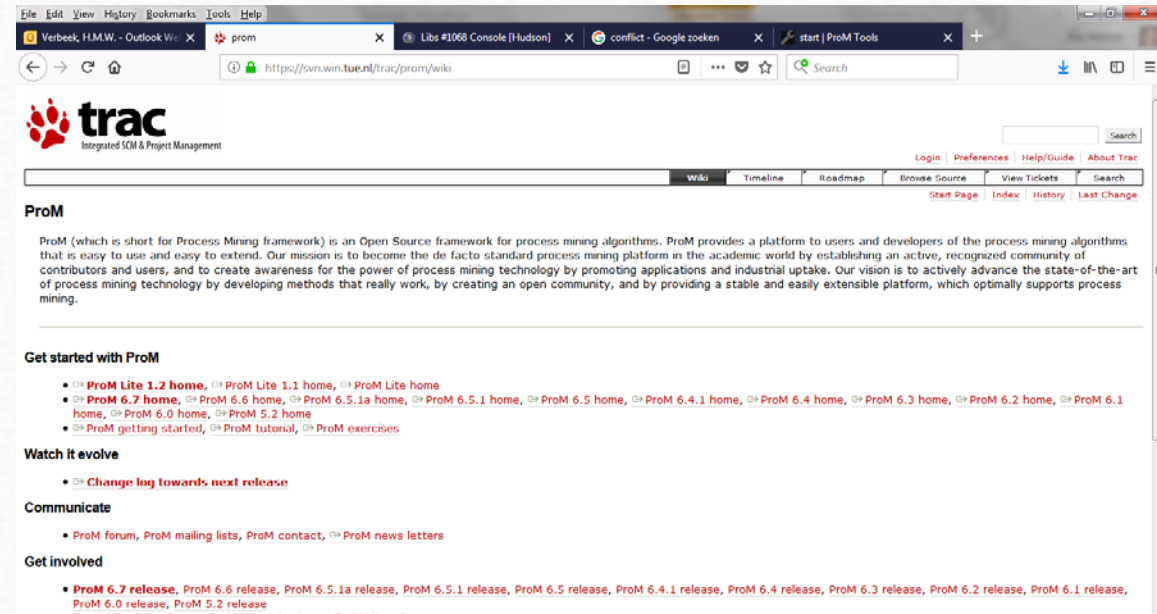 File Edit View History Bookmarks Tools Help
Verbeek, H.M.W. - Outlook We
prom
Libs #1068 Console [Hudson]
conflict - Google zoeken
start | ProM Tools
https://svn.win.tue.nl/trac/prom/wiki
Search
trac
Integrated SCM & Project Management
Search
Login Preferences Help/Guide About Trac
Wiki Timeline Roadmap Browse Source View Tickets Search
Start Page Index History Last Change
ProM
ProM (which is short for Process Mining framework) is an Open Source framework for process mining algorithms. ProM provides a platform to users and developers of the process mining algorithms
that is easy to use and easy to extend. Our mission is to become the de facto standard process mining platform in the academic world by establishing an active, recognized community of
contributors and users, and to create awareness for the power of process mining technology by promoting applications and industrial uptake. Our vision is to actively advance the state-of-the-art
of process mining technology by developing methods that really work, by creating an open community, and by providing a stable and easily extensible platform, which optimally supports process
mining.
Get started with ProM
• ProM Lite 1.2 home, ProM Lite 1.1 home, ProM Lite home
• ProM 6.7 home, ProM 6.6 home, ProM 6.5.1a home, ProM 6.5.1 home, ProM 6.5 home, ProM 6.4.1 home, ProM 6.4 home, ProM 6.3 home, ProM 6.2 home, ProM 6.1
home, ProM 6.0 home, ProM 5.2 home
• ProM getting started, ProM tutorial, ProM exercises
Watch it evolve
• Change log towards next release
Communicate
• ProM forum, ProM mailing lists, ProM contact, ProM news letters
Get involved
• ProM 6.7 release, ProM 6.6 release, ProM 6.5.1a release, ProM 6.5.1 release, ProM 6.5 release, ProM 6.4.1 release, ProM 6.4 release, ProM 6.3 release, ProM 6.2 release, ProM 6.1 release,
ProM 6.0 release, ProM 5.2 release